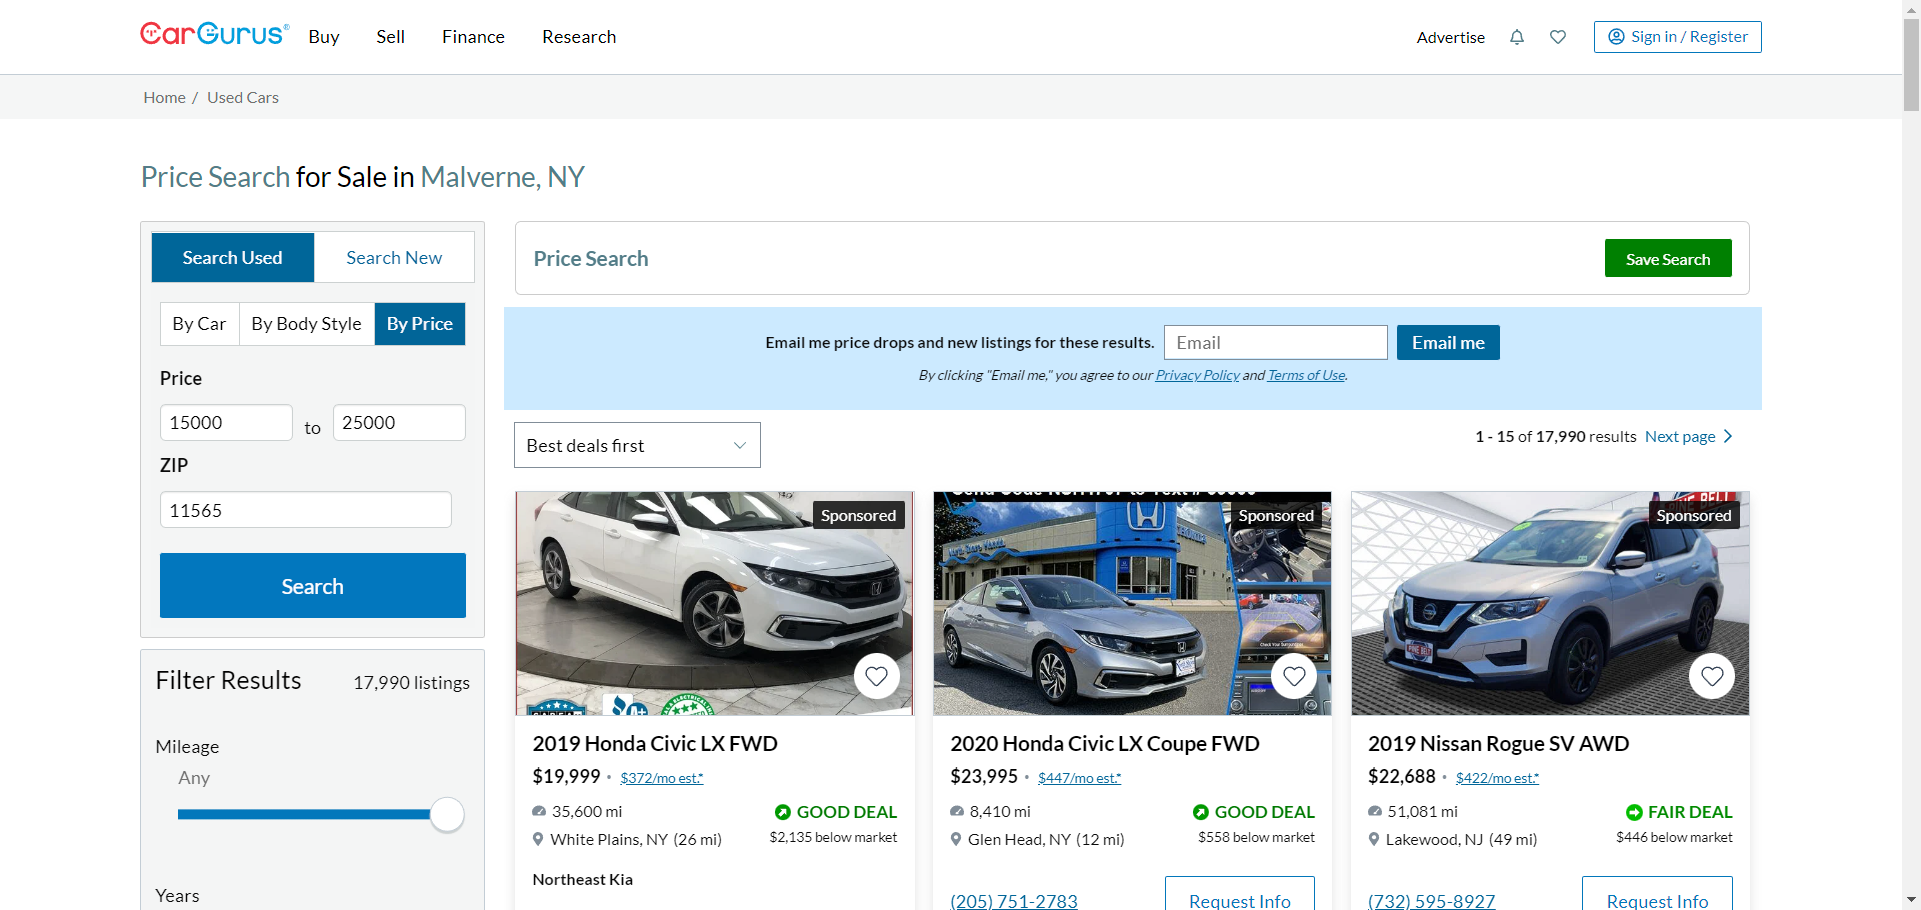 CarGurus®
Buy
Sell
Finance
Research
Advertise
Sign in / Register
Home / Used Cars
Price Search for Sale in Malverne, NY
Search Used
Search New
By Car
By Body Style
By Price
Price
15000 to 25000
ZIP
11565
Search
Filter Results
17,990 listings
Mileage
Any
Years
Price Search
Save Search
Email me price drops and new listings for these results.
Email
Email me
By clicking "Email me," you agree to our Privacy Policy and Terms of Use.
Best deals first
1 - 15 of 17,990 results Next page
Sponsored
2019 Honda Civic LX FWD
$19,999 · $372/mo est.*
35,600 mi
GOOD DEAL
White Plains, NY (26 mi)
$2,135 below market
Northeast Kia
Sponsored
2020 Honda Civic LX Coupe FWD
$23,995 · $447/mo est.*
8,410 mi
GOOD DEAL
Glen Head, NY (12 mi)
$558 below market
(205) 751-2783
Request Info
Sponsored
PINE BELT
2019 Nissan Rogue SV AWD
$22,688 · $422/mo est.*
51,081 mi
FAIR DEAL
Lakewood, NJ (49 mi)
$446 below market
(732) 595-8927
Request Info